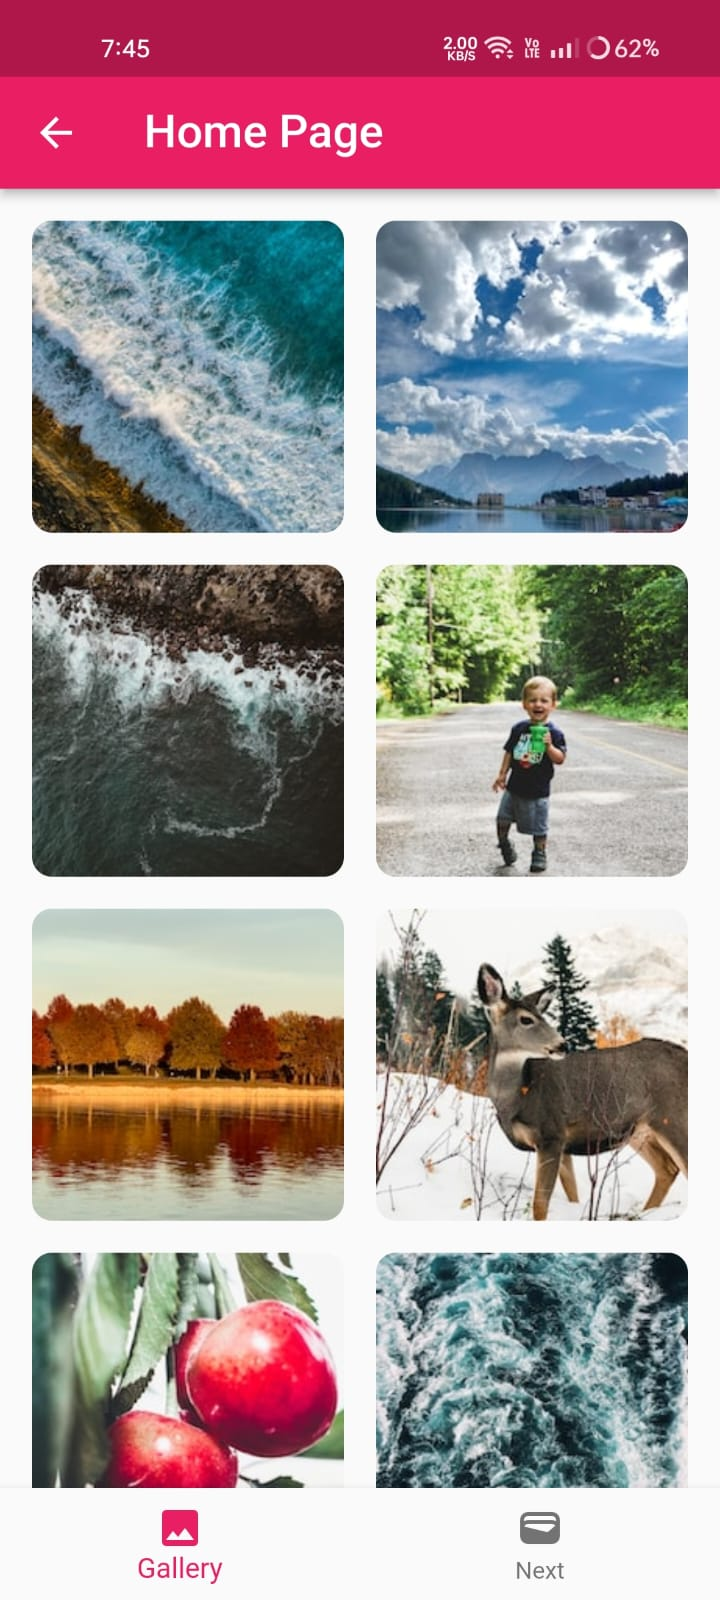 7:45
2.00
KB/S
Vo
LTE
62%
Home Page
Gallery
Next